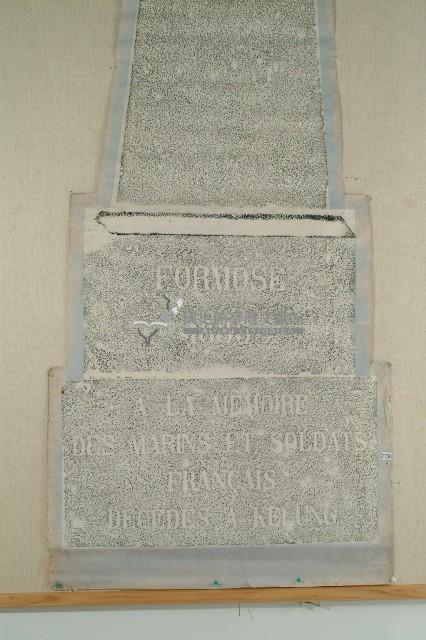 FORMOSE
A LA MEMOIRE
DES MARINS ET SOLDATS
FRANCAIS
DECEDES A KELUNG